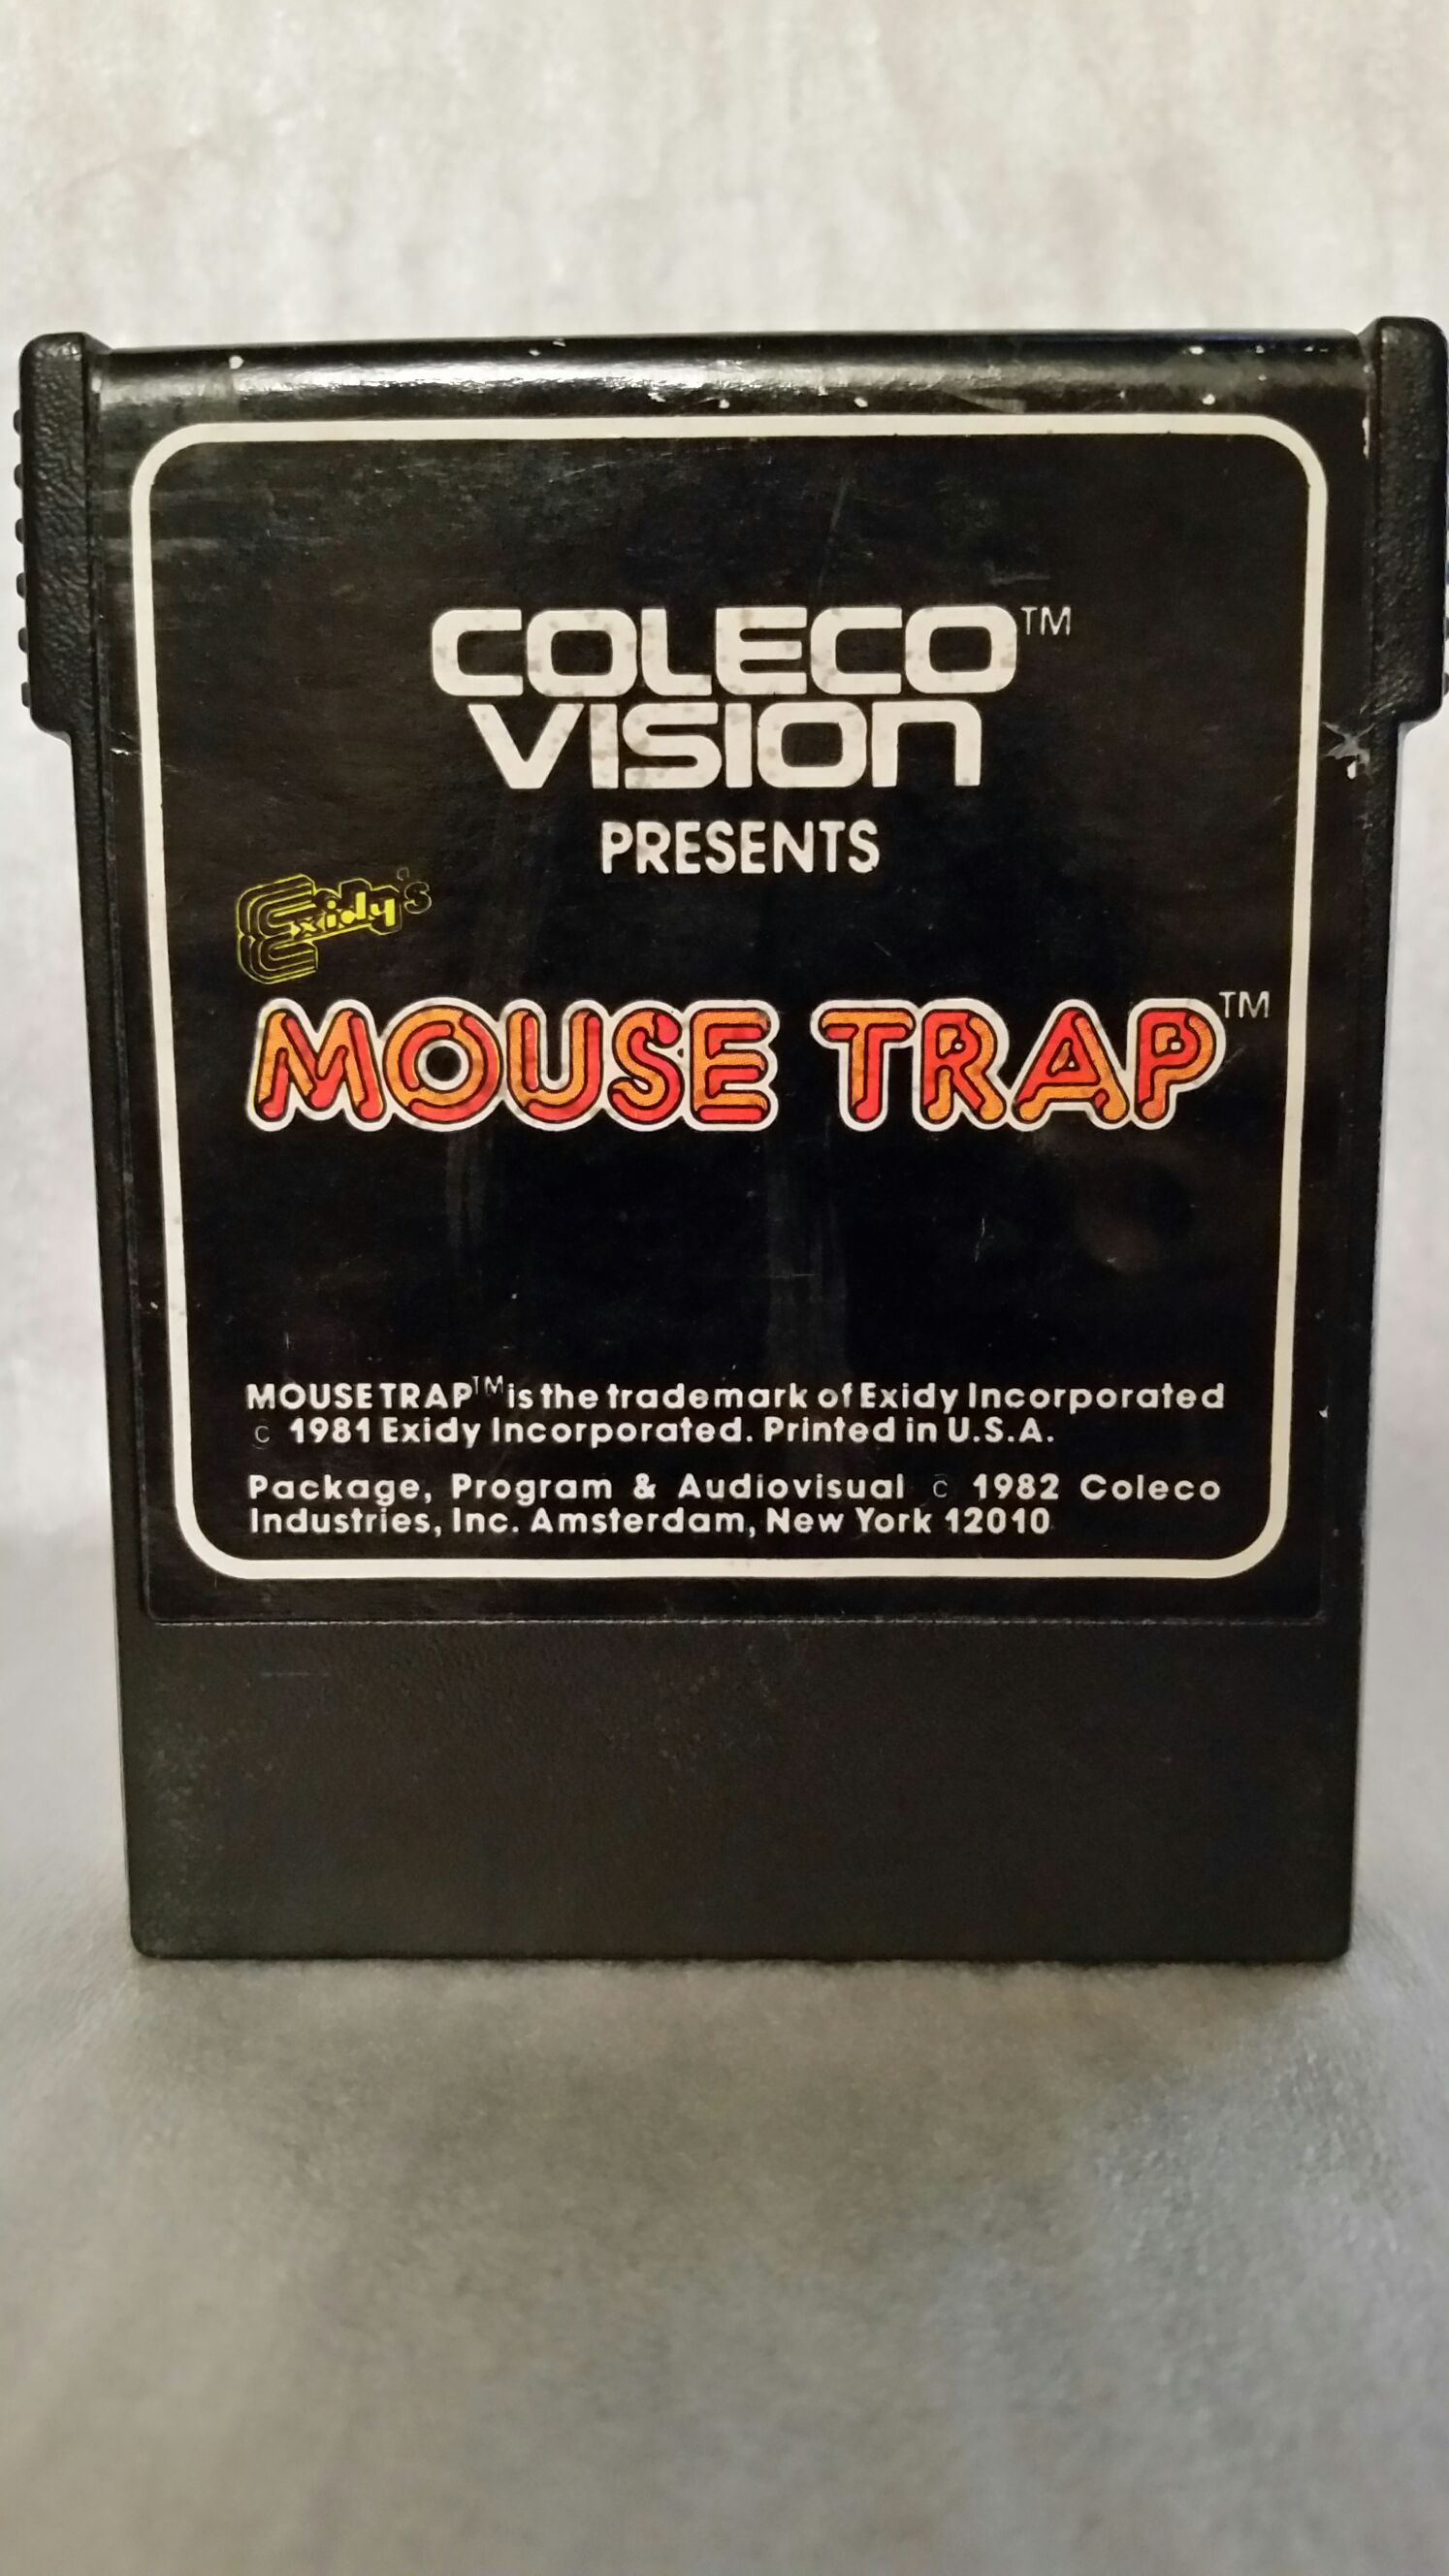 COLECO™
VISION
PRESENTS
Exidy's
MOUSE TRAP™
MOUSE TRAP™ is the trademark of Exidy Incorporated
© 1981 Exidy Incorporated. Printed in U.S.A.
Package, Program & Audiovisual © 1982 Coleco
Industries, Inc. Amsterdam, New York 12010